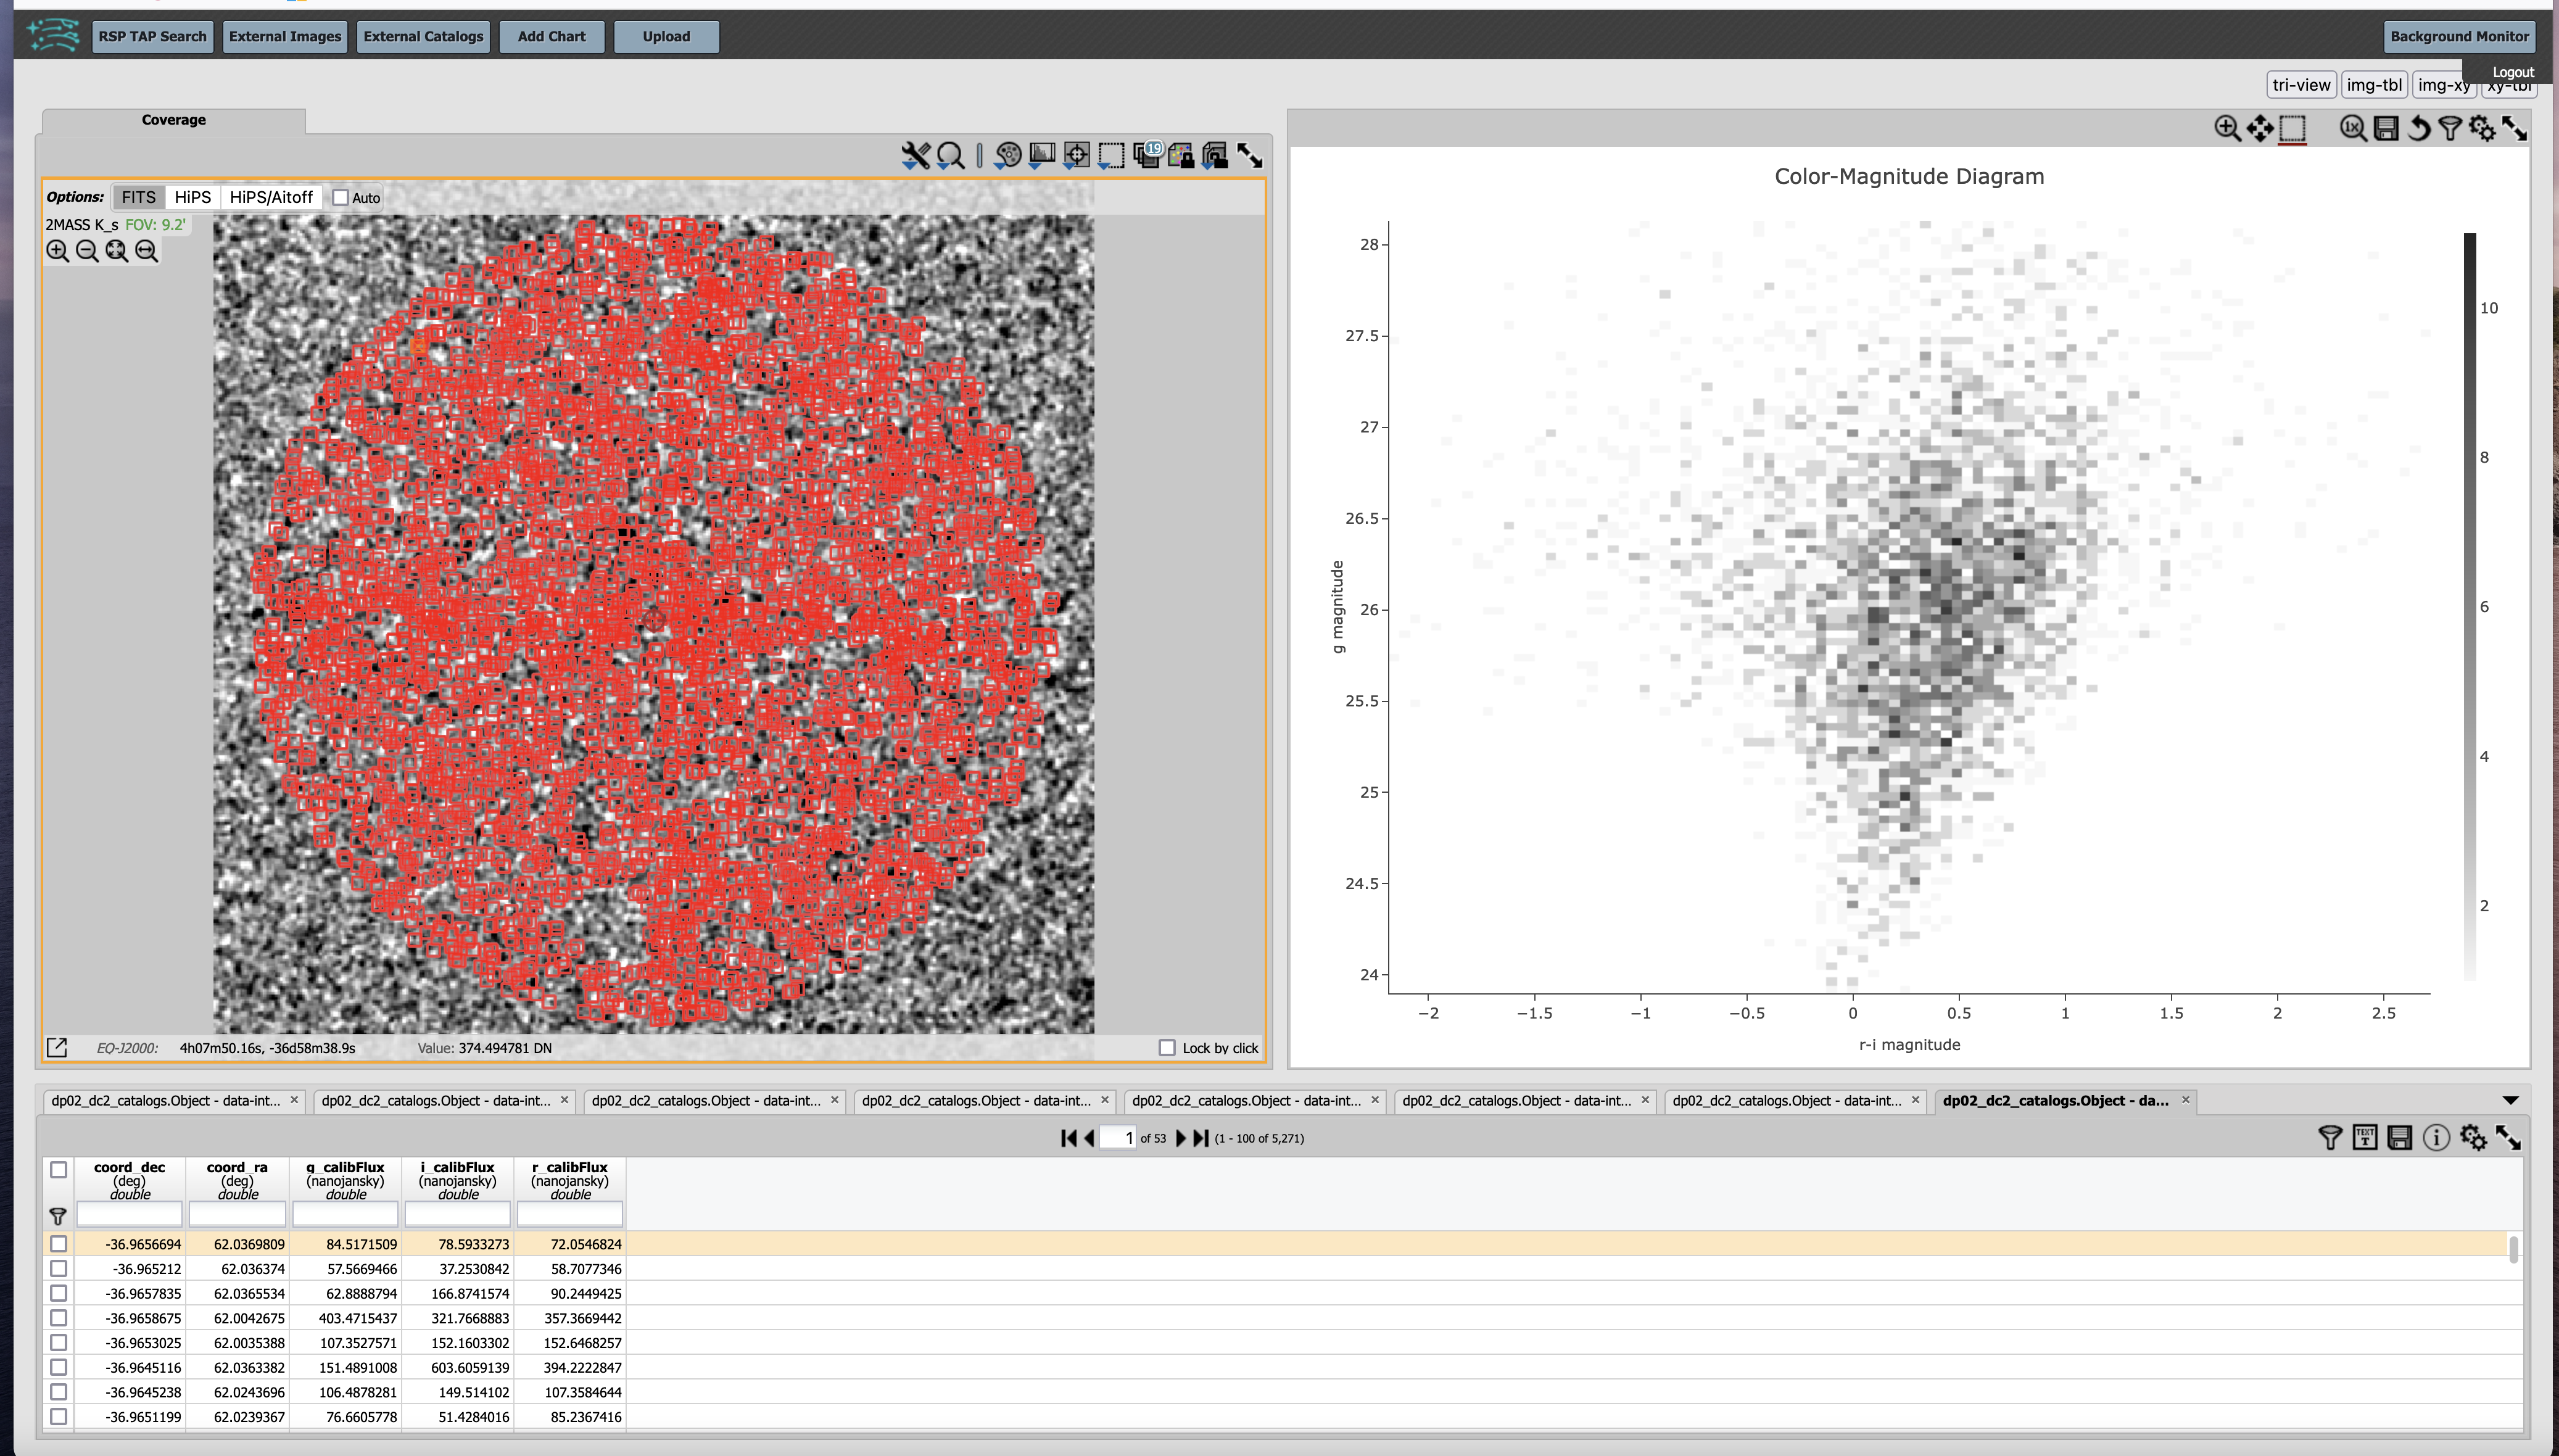 RSP TAP Search External Images External Catalogs Add Chart Upload Background Monitor
Logout
tri-view img-tbl img-xy xy-tbl
Coverage
19
Options: FITS HiPS HiPS/Aitoff Auto
2MASS K_s FOV: 9.2'
EQ-J2000: 4h07m50.16s, -36d58m38.9s Value: 374.494781 DN Lock by click
1x
Color-Magnitude Diagram
28
27.5
27
26.5
26
25.5
25
24.5
24
g magnitude
−2 −1.5 −1 −0.5 0 0.5 1 1.5 2 2.5
r-i magnitude
10
8
6
4
2
dp02_dc2_catalogs.Object - data-int... × dp02_dc2_catalogs.Object - data-int... × dp02_dc2_catalogs.Object - data-int... × dp02_dc2_catalogs.Object - data-int... × dp02_dc2_catalogs.Object - data-int... × dp02_dc2_catalogs.Object - data-int... × dp02_dc2_catalogs.Object - data-int... × dp02_dc2_catalogs.Object - da... ×
1 of 53 (1 - 100 of 5,271) TEXT T i
coord_dec coord_ra g_calibFlux i_calibFlux r_calibFlux
(deg) (deg) (nanojansky) (nanojansky) (nanojansky)
double double double double double
-36.9656694 62.0369809 84.5171509 78.5933273 72.0546824
-36.965212 62.036374 57.5669466 37.2530842 58.7077346
-36.9657835 62.0365534 62.8888794 166.8741574 90.2449425
-36.9658675 62.0042675 403.4715437 321.7668883 357.3669442
-36.9653025 62.0035388 107.3527571 152.1603302 152.6468257
-36.9645116 62.0363382 151.4891008 603.6059139 394.2222847
-36.9645238 62.0243696 106.4878281 149.514102 107.3584644
-36.9651199 62.0239367 76.6605778 51.4284016 85.2367416